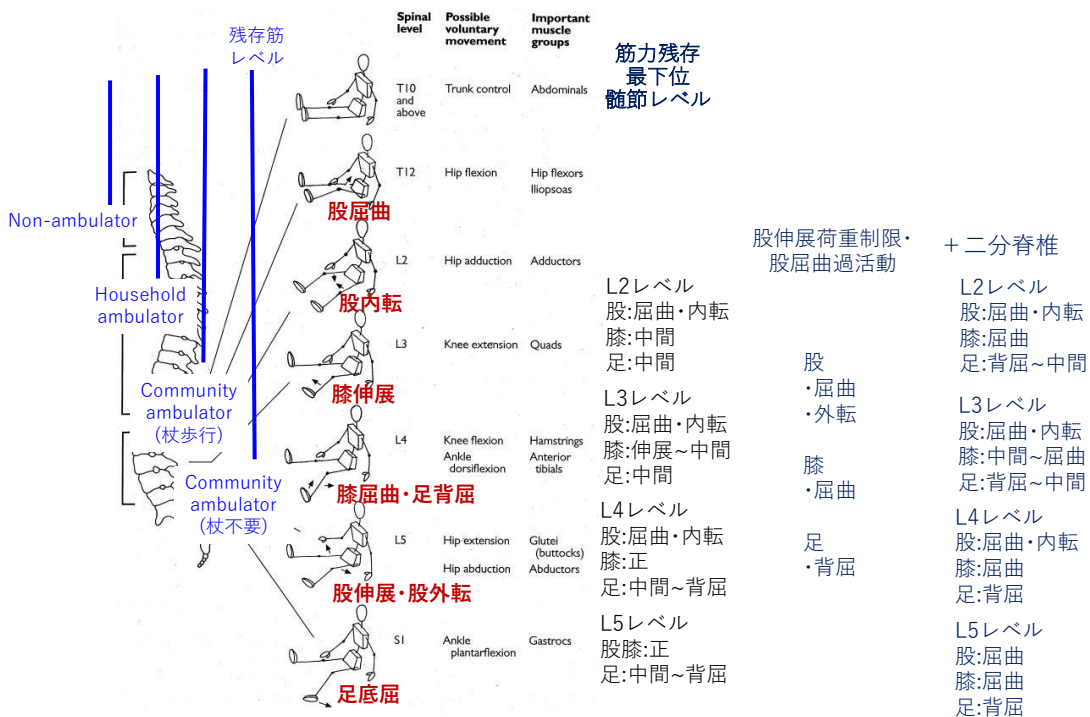 残存筋
レベル
Non-ambulator
Household
ambulator
Community
ambulator
(杖歩行)
Community
ambulator
(杖不要)
Spinal
level
Possible
voluntary
movement
Important
muscle
groups
T10
and
above
Trunk control
Abdominals
T12
Hip flexion
Hip flexors
Iliopsoas
股屈曲
L2
Hip adduction
Adductors
股内転
L3
Knee extension
Quads
膝伸展
L4
Knee flexion
Ankle
dorsiflexion
Hamstrings
Anterior
tibials
膝屈曲・足背屈
L5
Hip extension
Hip abduction
Glutei
(buttocks)
Abductors
股伸展・股外転
S1
Ankle
plantarflexion
Gastrocs
足底屈
筋力残存
最下位
髄節レベル
L2レベル
股:屈曲・内転
膝:中間
足:中間
L3レベル
股:屈曲・内転
膝:伸展~中間
足:中間
L4レベル
股:屈曲・内転
膝:正
足:中間~背屈
L5レベル
股膝:正
足:中間~背屈
股伸展荷重制限・
股屈曲過活動
股
・屈曲
・外転
膝
・屈曲
足
・背屈
+二分脊椎
L2レベル
股:屈曲・内転
膝:屈曲
足:背屈~中間
L3レベル
股:屈曲・内転
膝:中間~屈曲
足:背屈~中間
L4レベル
股:屈曲・内転
膝:屈曲
足:背屈
L5レベル
股:屈曲
膝:屈曲
足:背屈